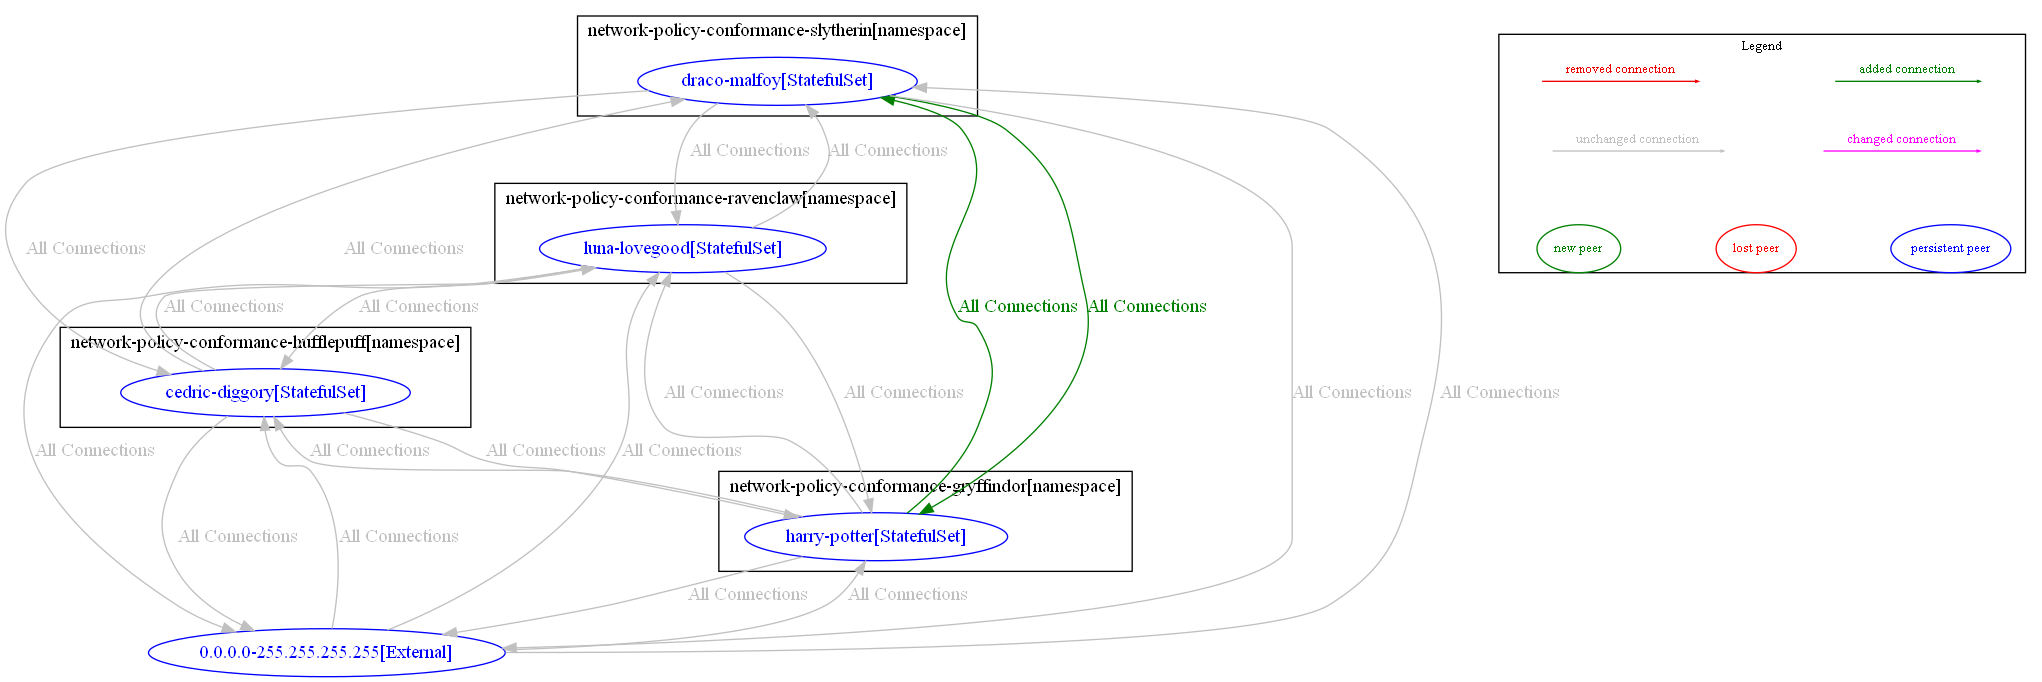 network-policy-conformance-slytherin[namespace]
draco-malfoy[StatefulSet]
All Connections
All Connections
network-policy-conformance-ravenclaw[namespace]
luna-lovegood[StatefulSet]
All Connections
All Connections
All Connections
All Connections
All Connections
All Connections
network-policy-conformance-hufflepuff[namespace]
cedric-diggory[StatefulSet]
All Connections
All Connections
All Connections
All Connections
All Connections
All Connections
All Connections
All Connections
network-policy-conformance-gryffindor[namespace]
harry-potter[StatefulSet]
All Connections
All Connections
All Connections
All Connections
0.0.0.0-255.255.255.255[External]
Legend
removed connection
added connection
unchanged connection
changed connection
new peer
lost peer
persistent peer